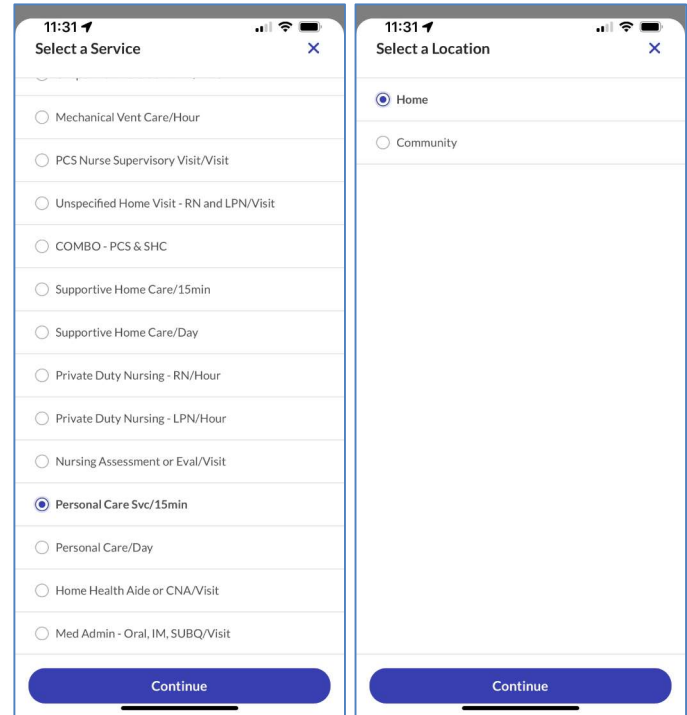 11:31
Select a Service
Mechanical Vent Care/Hour
PCS Nurse Supervisory Visit/Visit
Unspecified Home Visit - RN and LPN/Visit
COMBO - PCS & SHC
Supportive Home Care/15min
Supportive Home Care/Day
Private Duty Nursing - RN/Hour
Private Duty Nursing - LPN/Hour
Nursing Assessment or Eval/Visit
Personal Care Svc/15min
Personal Care/Day
Home Health Aide or CNA/Visit
Med Admin - Oral, IM, SUBQ/Visit
Continue
11:31
Select a Location
Home
Community
Continue